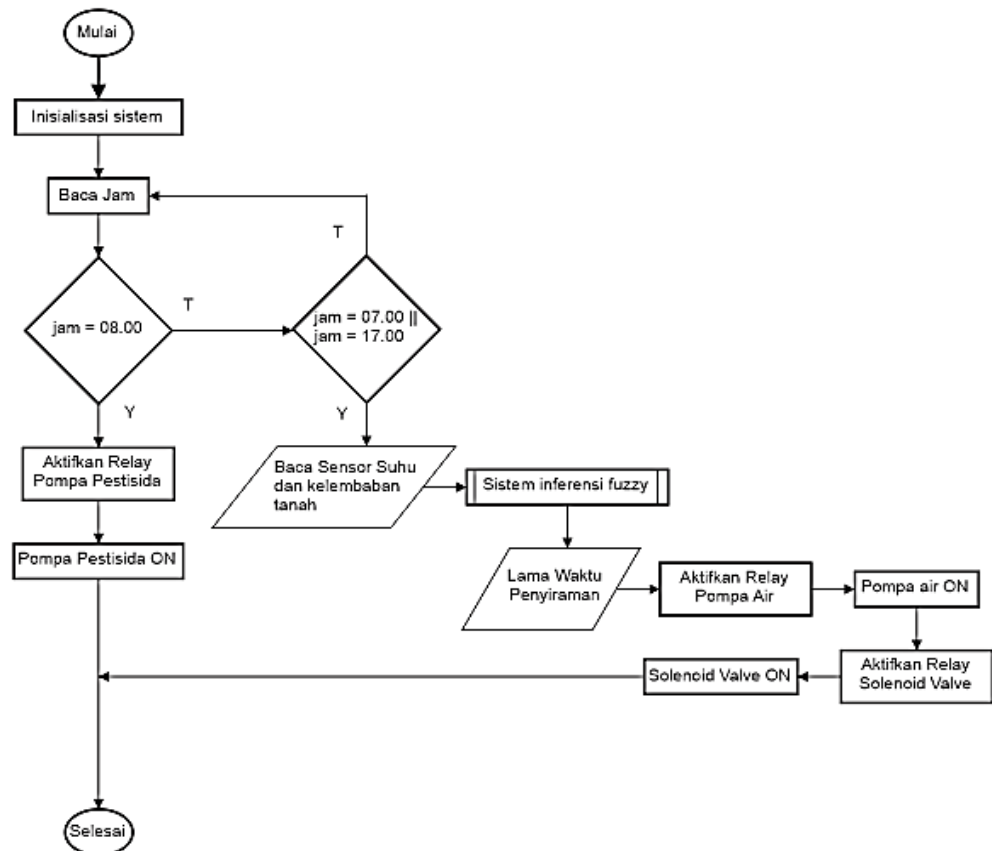 Mulai
Inisialisasi sistem
Baca Jam
T
jam = 08.00
T
jam = 07.00 ||
jam = 17.00
Y
Y
Aktifkan Relay
Pompa Pestisida
Baca Sensor Suhu
dan kelembaban
tanah
Sistem inferensi fuzzy
Pompa Pestisida ON
Lama Waktu
Penyiraman
Aktifkan Relay
Pompa Air
Pompa air ON
Aktifkan Relay
Solenoid Valve
Solenoid Valve ON
Selesai